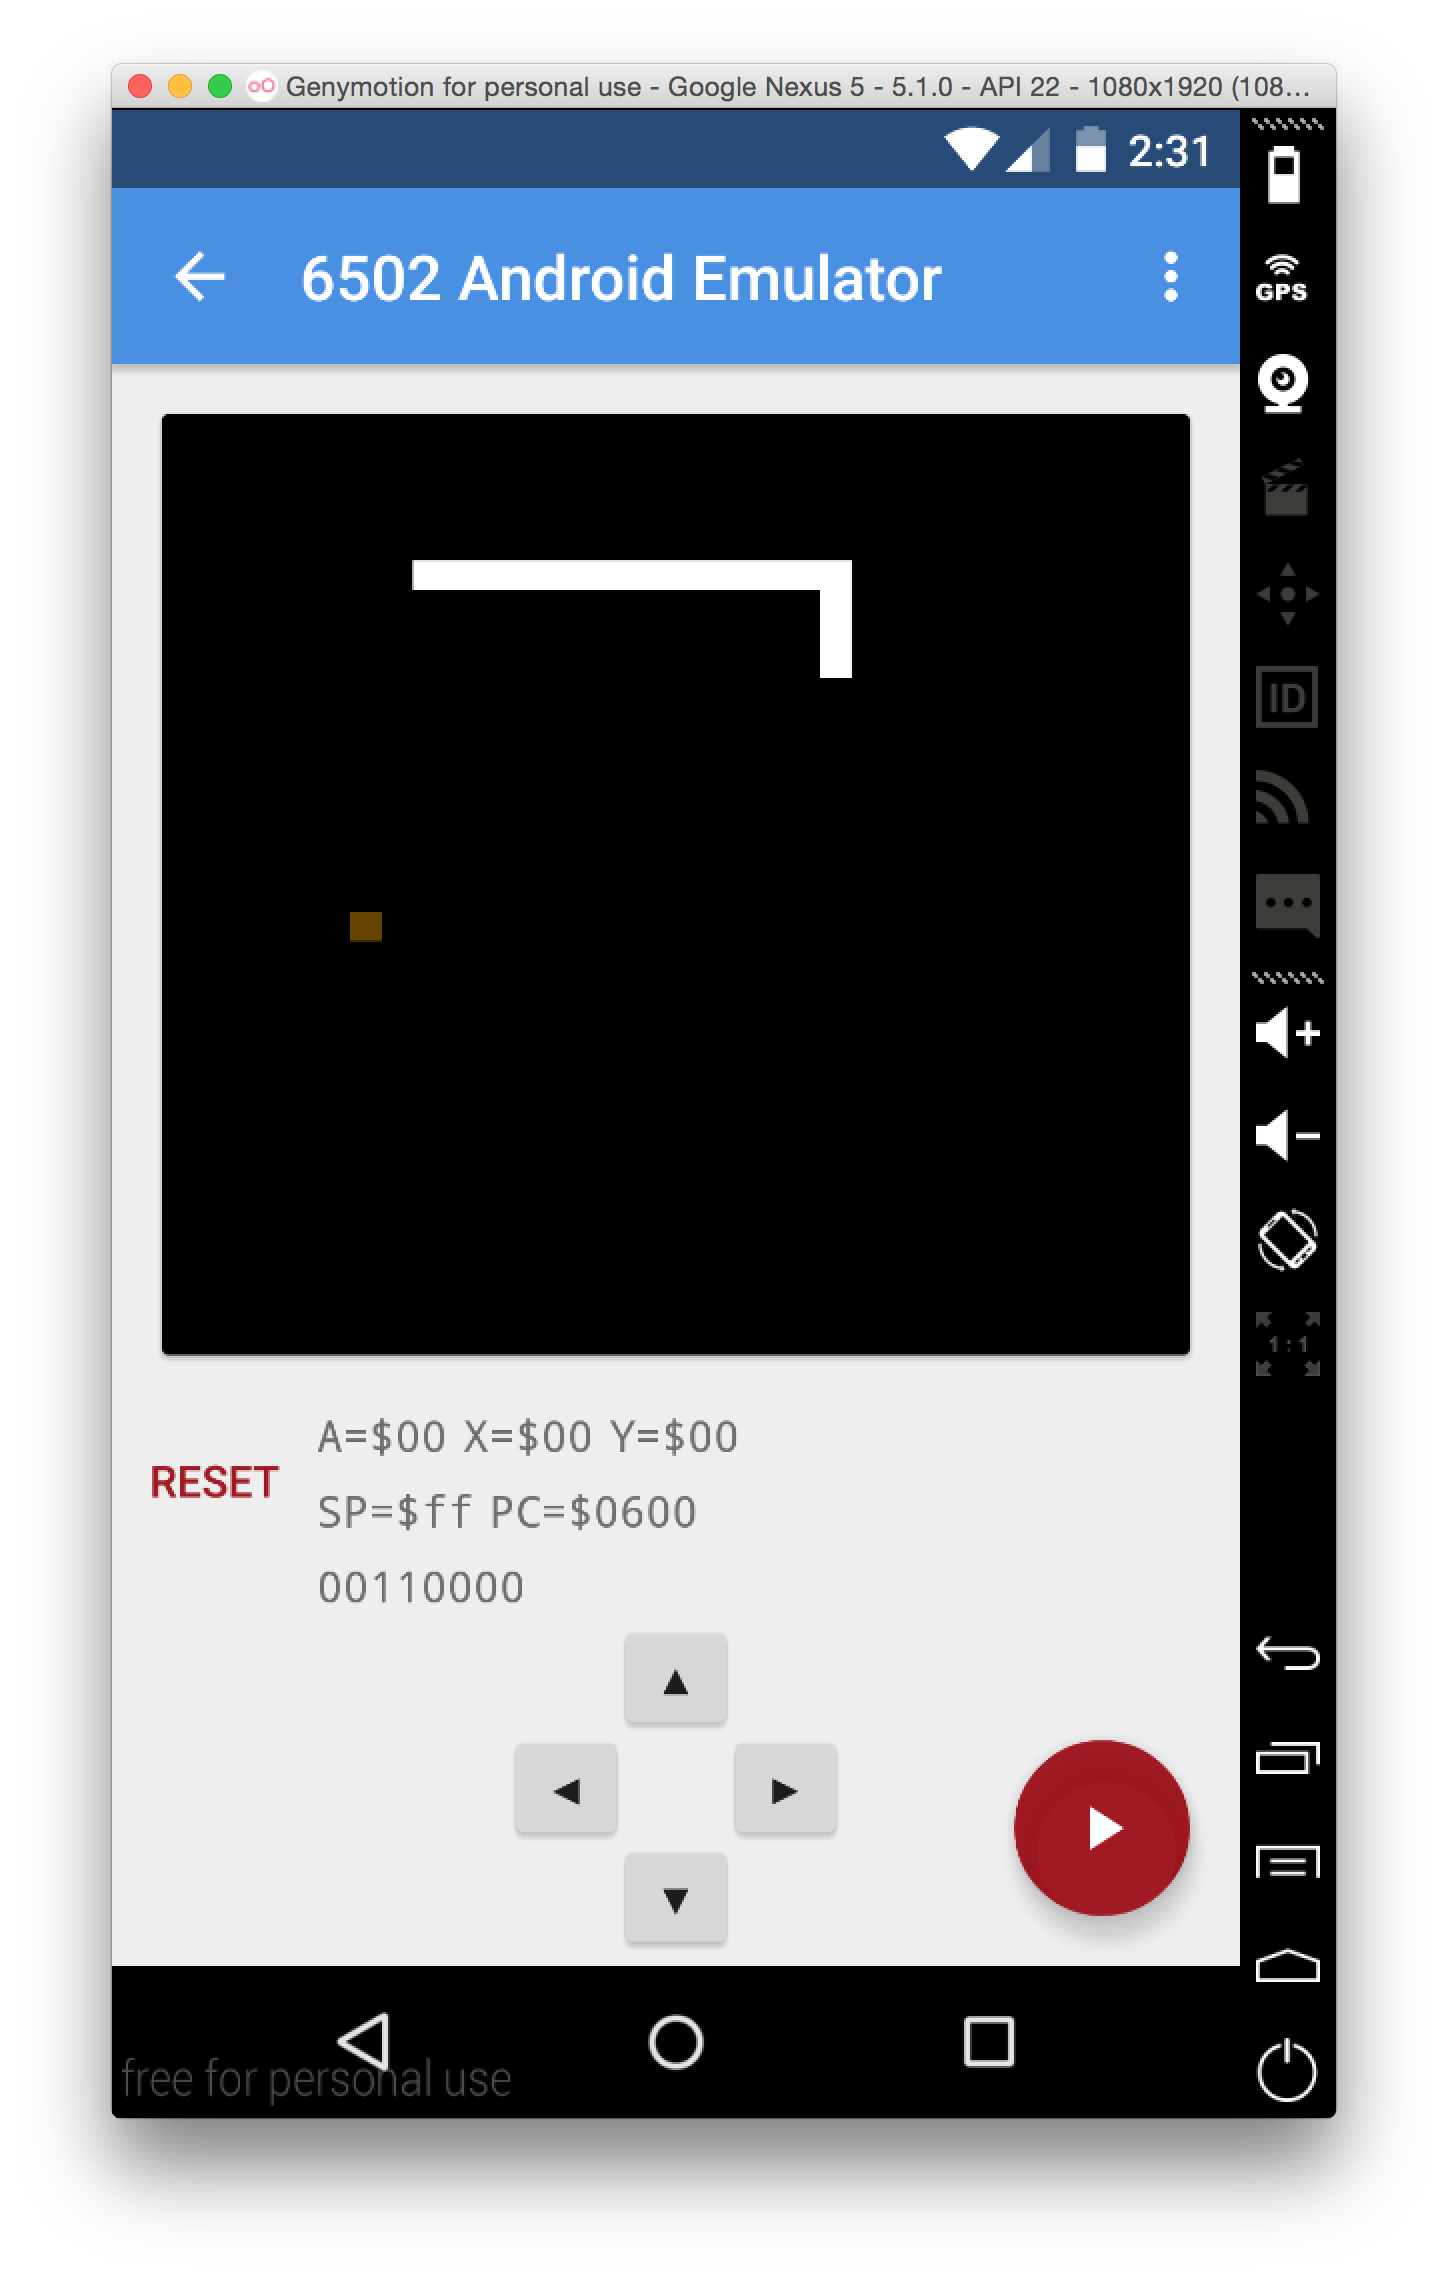 Genymotion for personal use - Google Nexus 5 - 5.1.0 - API 22 - 1080x1920 (108...
2:31
6502 Android Emulator
GPS
ID
1:1
A=$00 X=$00 Y=$00
RESET
SP=$ff PC=$0600
00110000
free for personal use